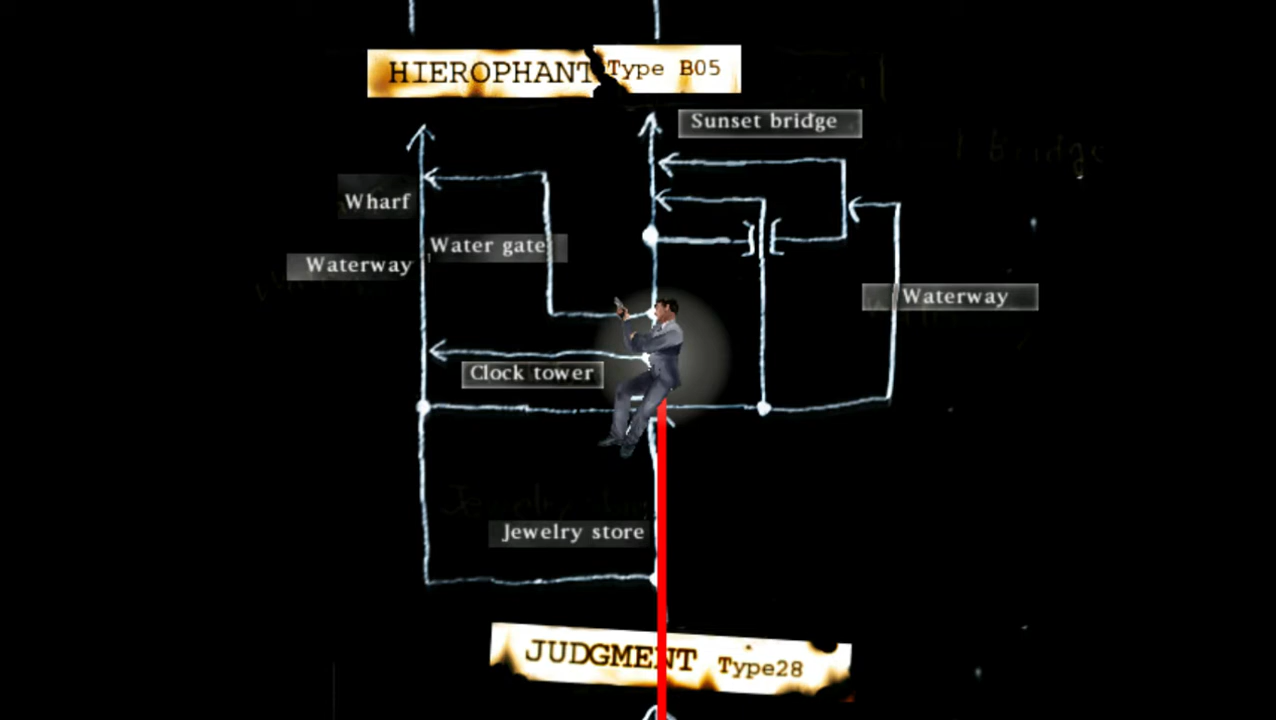 HIEROPHANT Type B05
Sunset bridge
Wharf
Water gate
Waterway
Waterway
Clock tower
Jewelry store
JUDGMENT Type28